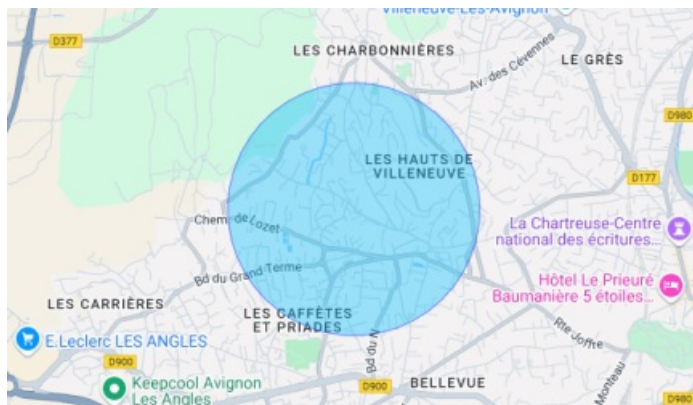 Villeneuve-Lès-Avignon
D377
LES CHARBONNIÈRES
LE GRÈS
Av. des Cévennes
D980
LES HAUTS DE
VILLENEUVE
D177
Chem. de Lozet
La Chartreuse-Centre
national des écritures...
Bd du Grand Terme
Hôtel Le Prieuré
Baumanière 5 étoiles...
LES CARRIÈRES
LES CAFFÈTES
ET PRIADES
Rte Joffre
E.Leclerc LES ANGLES
Bd du N
D900
Keepcool Avignon
Les Angles
D900
BELLEVUE
Monteau
D980